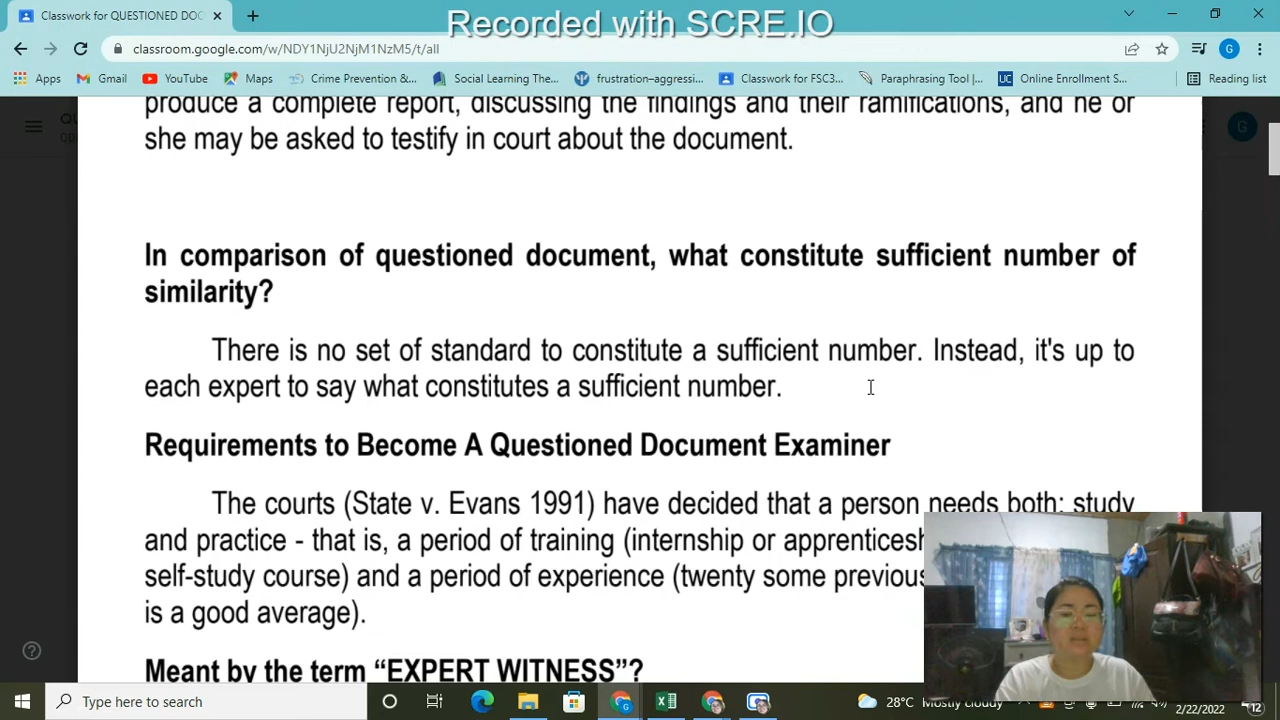 Classwork for QUESTIONED DOC
Recorded with SCRE.IO
classroom.google.com/w/NDY1NjU2NjM1NzM5/t/all
G
Apps
Gmail
YouTube
Maps
Crime Prevention &...
Social Learning The...
frustration–aggressi...
Classwork for FSC3...
Paraphrasing Tool |...
UC Online Enrollment S...
Reading list
G
produce a complete report, discussing the findings and their ramifications, and he or
she may be asked to testify in court about the document.
In comparison of questioned document, what constitute sufficient number of
similarity?
There is no set of standard to constitute a sufficient number. Instead, it's up to
each expert to say what constitutes a sufficient number.
Requirements to Become A Questioned Document Examiner
The courts (State v. Evans 1991) have decided that a person needs both: study
and practice - that is, a period of training (internship or apprenticesh
self-study course) and a period of experience (twenty some previous
is a good average).
Meant by the term “EXPERT WITNESS”?
Type here to search
28°C Mostly cloudy
2/22/2022
12